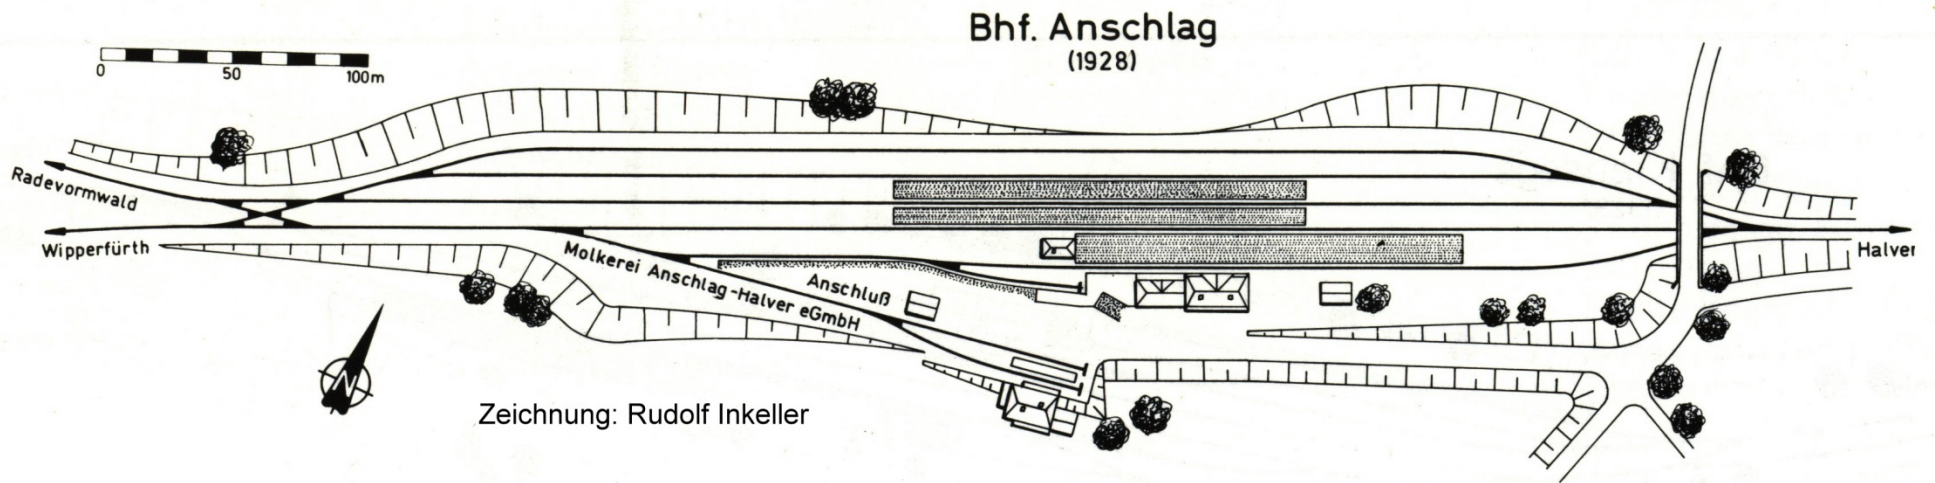 Bhf. Anschlag
(1928)
0 50 100m
Radevormwald
Wipperfürth
Halver
Molkerei Anschlag-Halver eGmbH
Anschluß
N
Zeichnung: Rudolf Inkeller